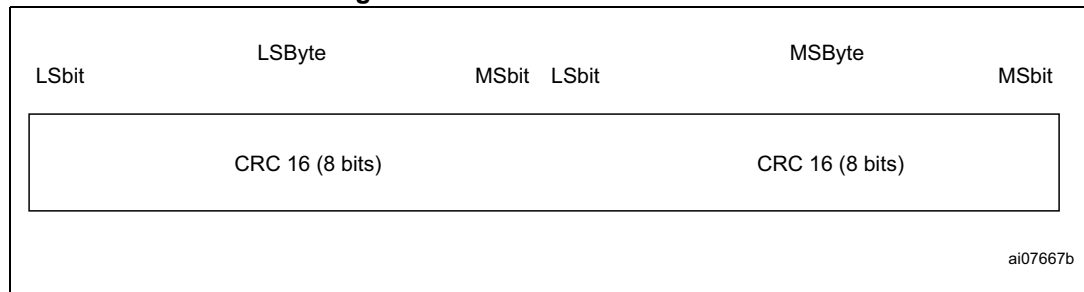 LSByte MSByte
LSbit MSbit LSbit MSbit
CRC 16 (8 bits) CRC 16 (8 bits)
ai07667b